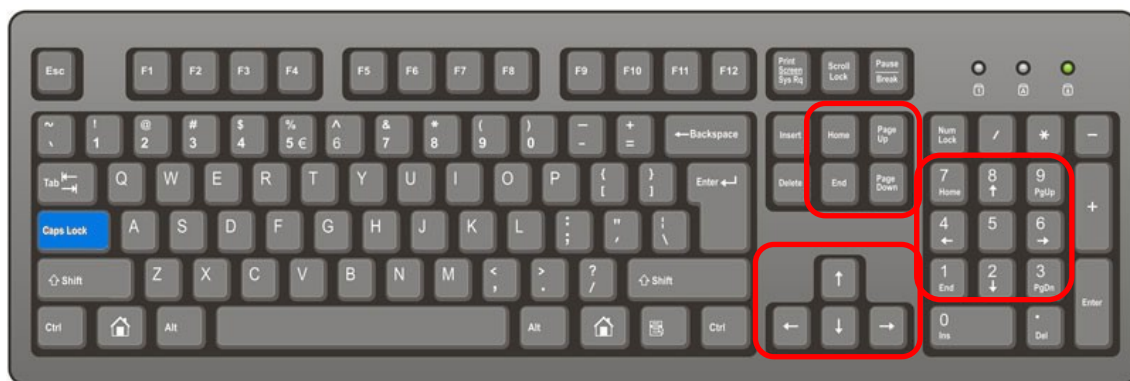 Esc F1 F2 F3 F4 F5 F6 F7 F8 F9 F10 F11 F12
Print
Screen
Sys Rq
Scroll
Lock
Pause
Break
1 A
~
`
!
1
@
2
#
3
$
4
%
5 €
^
6
&
7
*
8
(
9
)
0
—
-
+
=
←Backspace
Insert
Home
Page
Up
Num
Lock
/
*
−
Tab
Q W E R T Y U I O P
{
[
}
]
Enter
Delete
End
Page
Down
7
Home
8
↑
9
PgUp
+
Caps Lock
A S D F G H J K L
:
;
"
,
¦
\
4
←
5
6
→
⇧ Shift
Z X C V B N M
<
,
>
.
?
/
⇧ Shift
↑
1
End
2
↓
3
PgDn
Enter
Ctrl
Alt
Alt
Ctrl
← ↓ →
0
Ins
.
Del